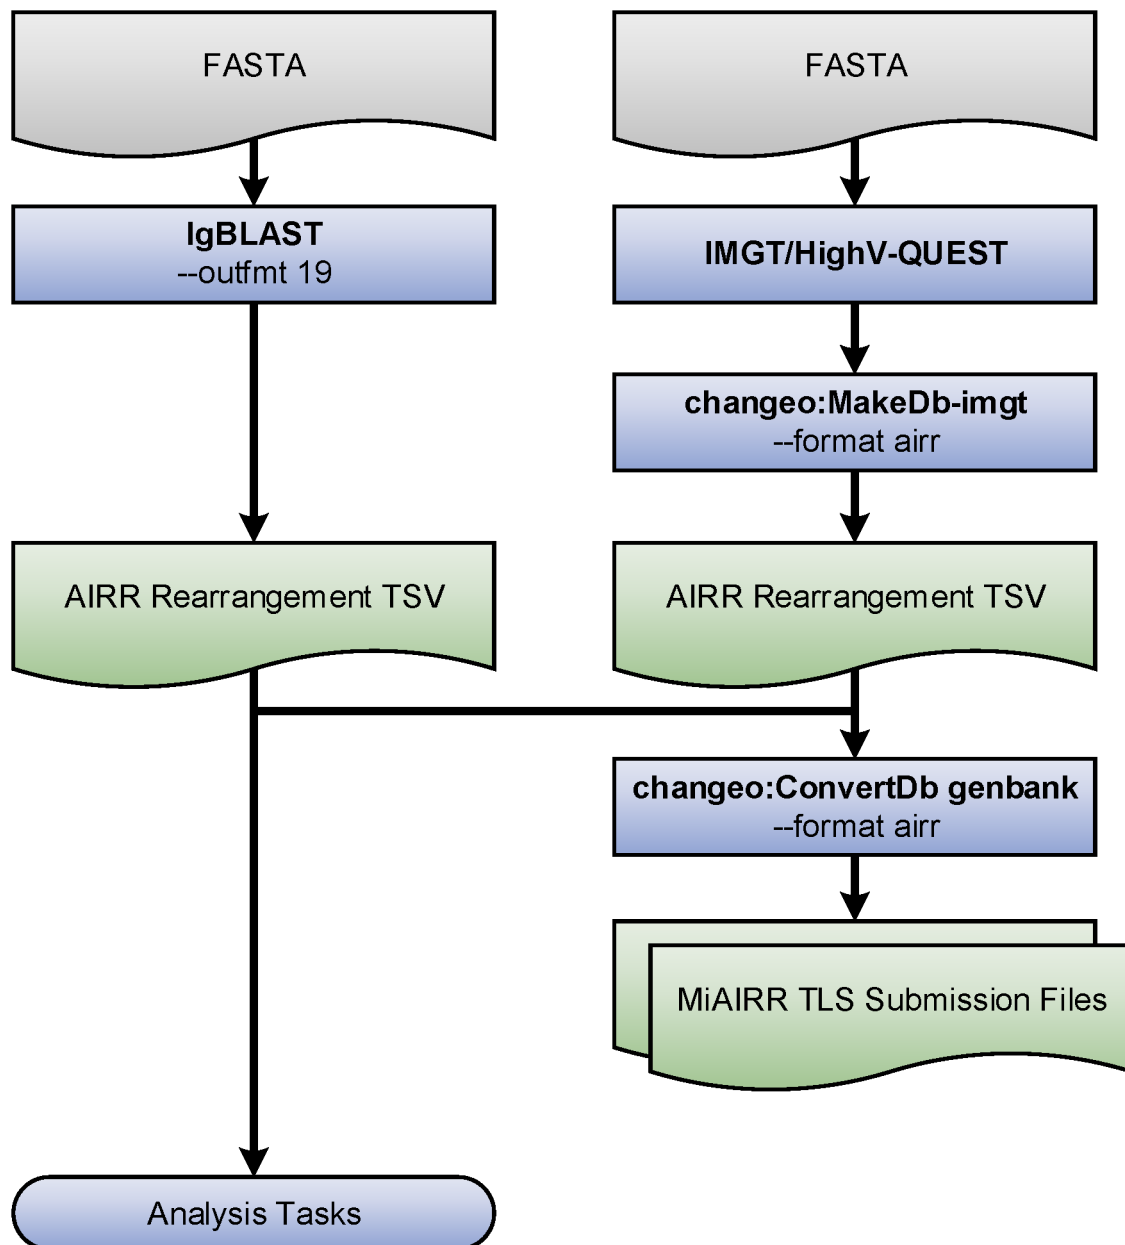 FASTA
FASTA
IgBLAST
--outfmt 19
IMGT/HighV-QUEST
changeo:MakeDb-imgt
--format airr
AIRR Rearrangement TSV
AIRR Rearrangement TSV
changeo:ConvertDb genbank
--format airr
MiAIRR TLS Submission Files
Analysis Tasks